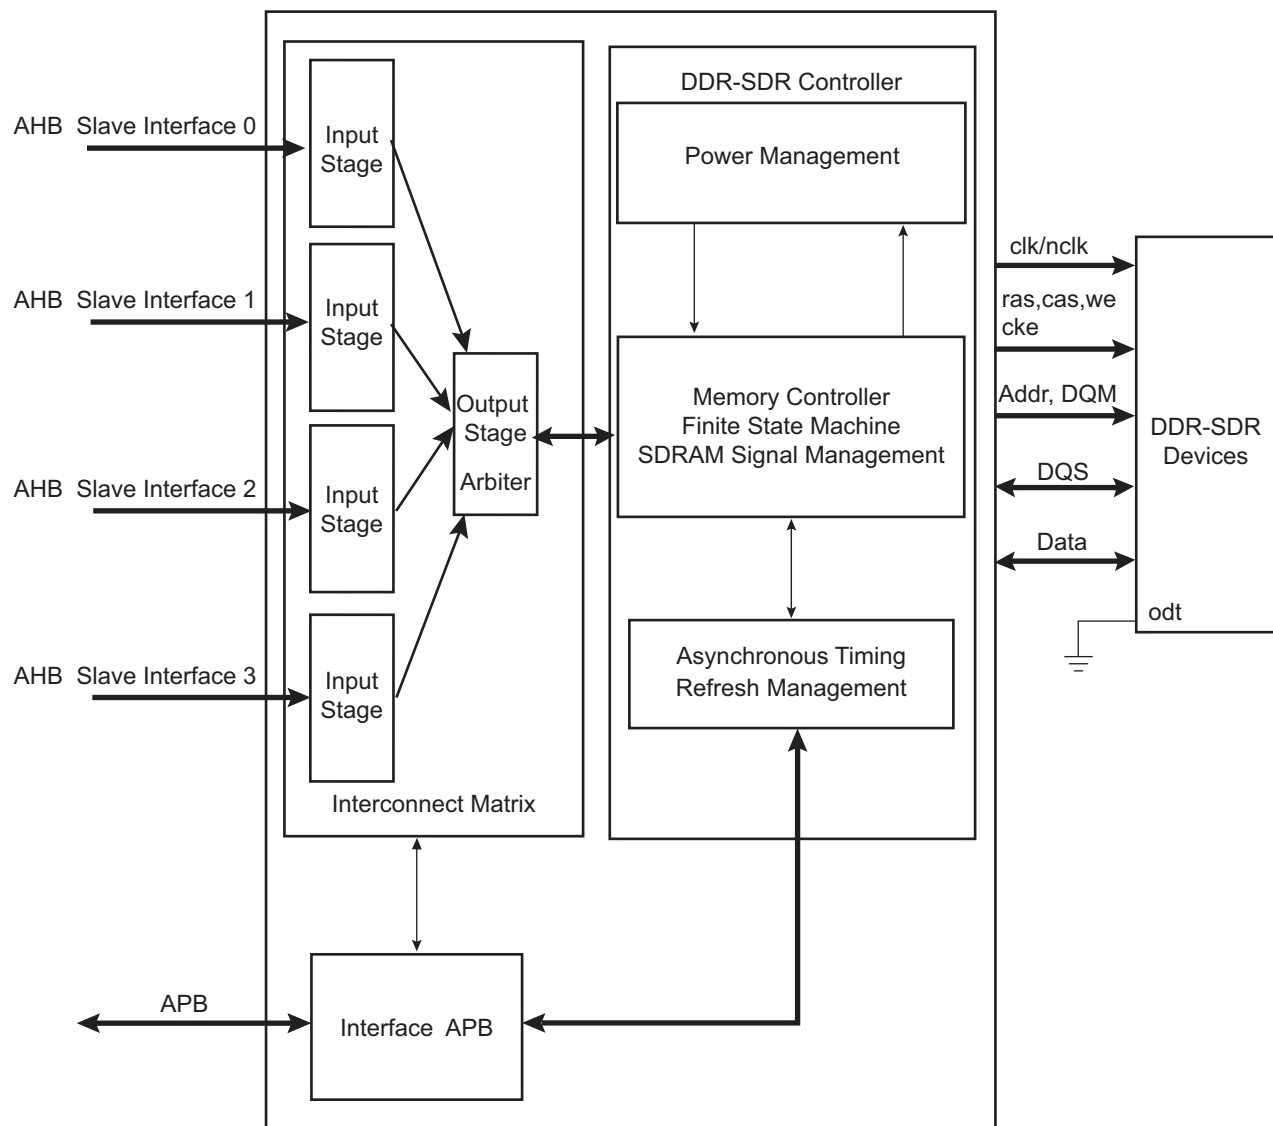 DDR-SDR Controller
AHB Slave Interface 0
Input
Stage
Power Management
AHB Slave Interface 1
Input
Stage
clk/nclk
ras,cas,we
cke
Addr, DQM
DQS
Data
odt
DDR-SDR
Devices
Output
Stage
Arbiter
Memory Controller
Finite State Machine
SDRAM Signal Management
AHB Slave Interface 2
Input
Stage
Asynchronous Timing
Refresh Management
AHB Slave Interface 3
Input
Stage
Interconnect Matrix
APB
Interface APB